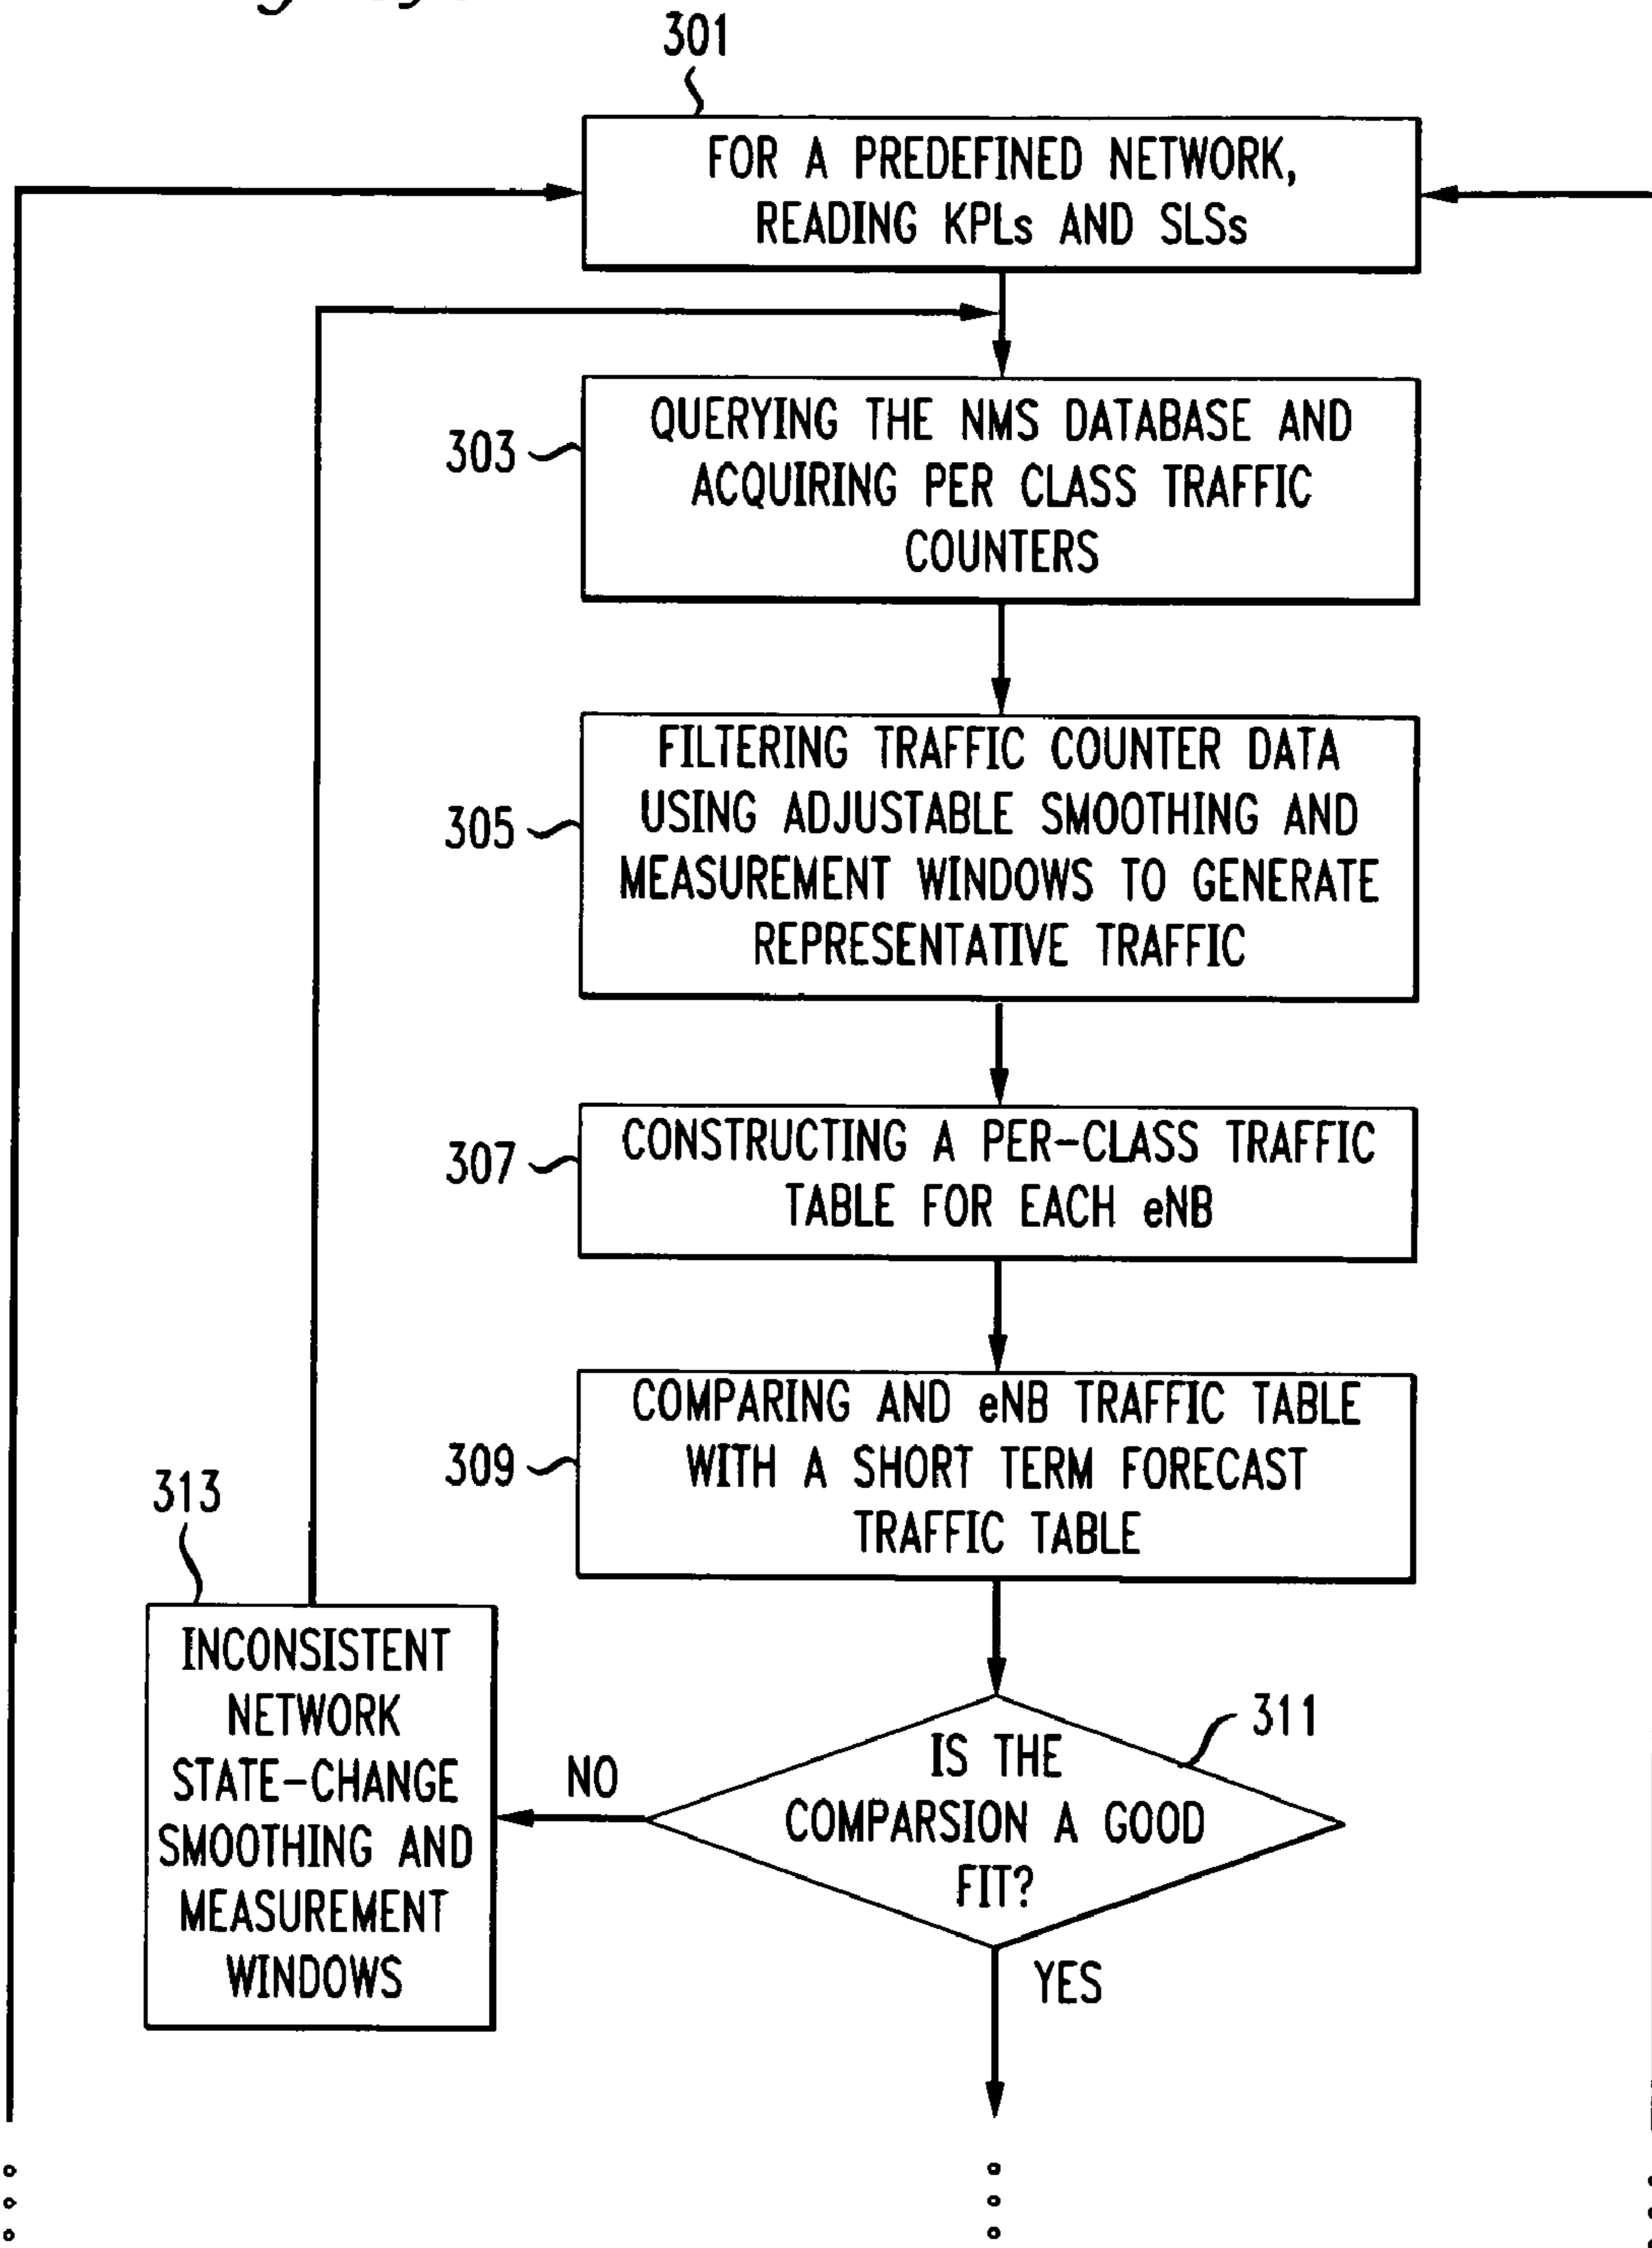 301
FOR A PREDEFINED NETWORK,
READING KPLs AND SLSs
303
QUERYING THE NMS DATABASE AND
ACQUIRING PER CLASS TRAFFIC
COUNTERS
305
FILTERING TRAFFIC COUNTER DATA
USING ADJUSTABLE SMOOTHING AND
MEASUREMENT WINDOWS TO GENERATE
REPRESENTATIVE TRAFFIC
307
CONSTRUCTING A PER-CLASS TRAFFIC
TABLE FOR EACH eNB
309
COMPARING AND eNB TRAFFIC TABLE
WITH A SHORT TERM FORECAST
TRAFFIC TABLE
313
INCONSISTENT
NETWORK
STATE-CHANGE
SMOOTHING AND
MEASUREMENT
WINDOWS
NO
311
IS THE
COMPARSION A GOOD
FIT?
YES